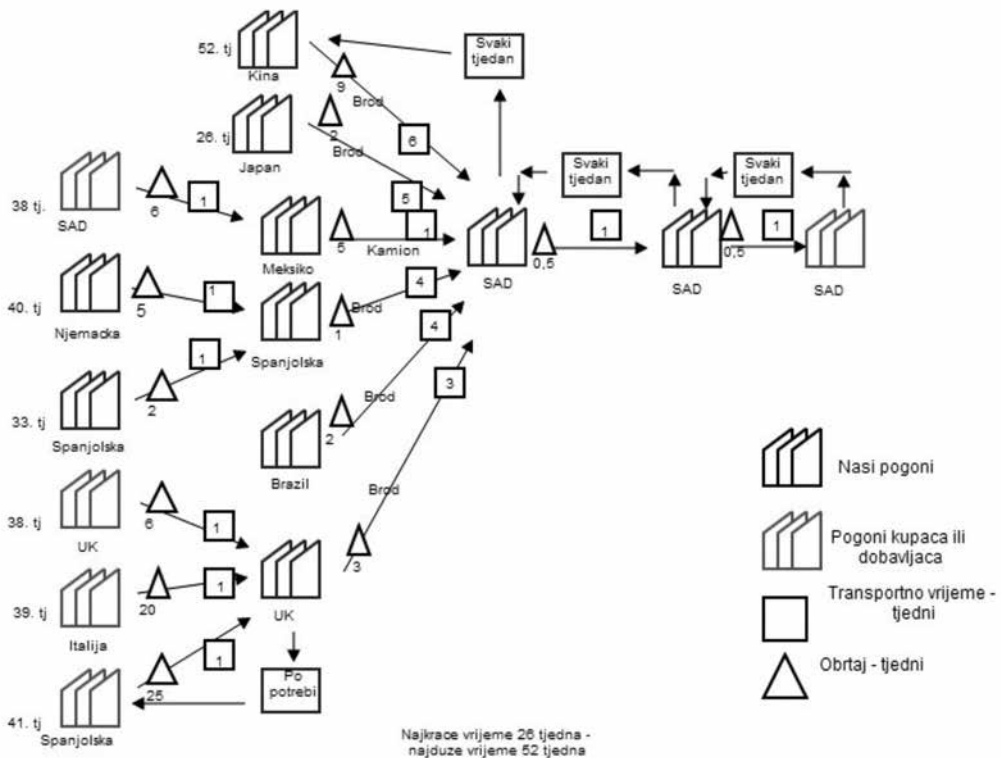 52. tj
Kina
9
Brod
6
Svaki
tjedan
26. tj
Japan
2
Brod
5
38 tj.
SAD
6
1
Meksiko
5
Kamion
1
SAD
0,5
1
Svaki
tjedan
SAD
0,5
1
Svaki
tjedan
SAD
40. tj
Njemacka
5
1
Spanjolska
1
Brod
4
33. tj
Spanjolska
2
1
Brazil
2
Brod
4
38. tj
UK
6
1
UK
3
Brod
3
39. tj
Italija
20
1
41. tj
Spanjolska
25
1
Po
potrebi
Nasi pogoni
Pogoni kupaca ili
dobavljaca
Transportno vrijeme -
tjedni
Obrtaj - tjedni
Najkrace vrijeme 26 tjedna -
najduze vrijeme 52 tjedna